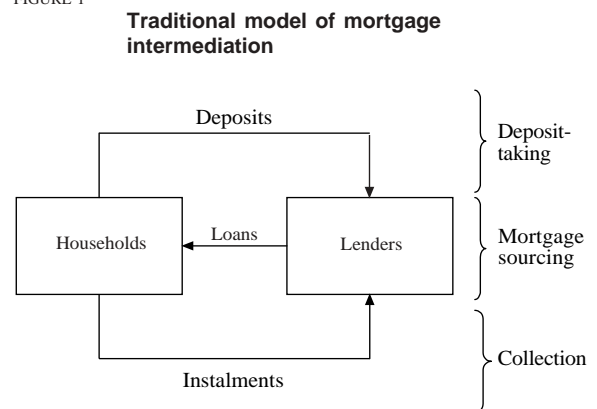 FIGURE 1
Traditional model of mortgage
intermediation
Deposits
Deposit-
taking
Households
Loans
Lenders
Mortgage
sourcing
Instalments
Collection